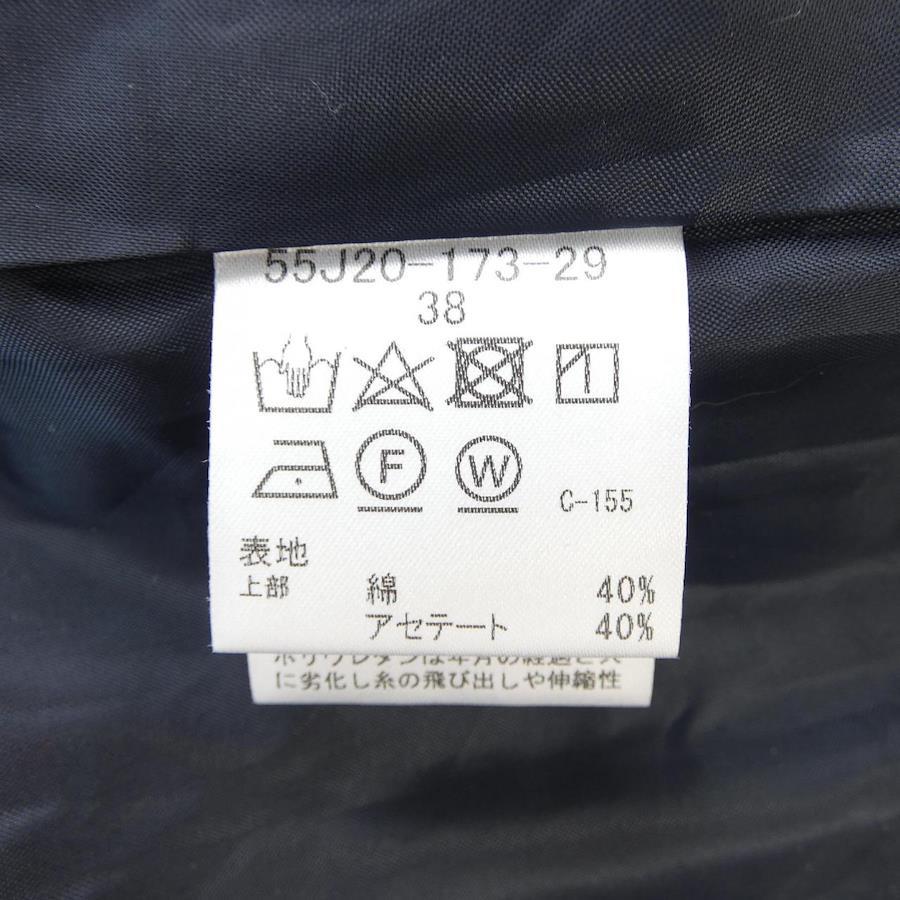 55J20-173-29
38
F W
C-155
表地
上部 綿 40%
アセテート 40%
ポリウレタンは年月の経過と
に劣化し糸の飛び出しや伸縮性